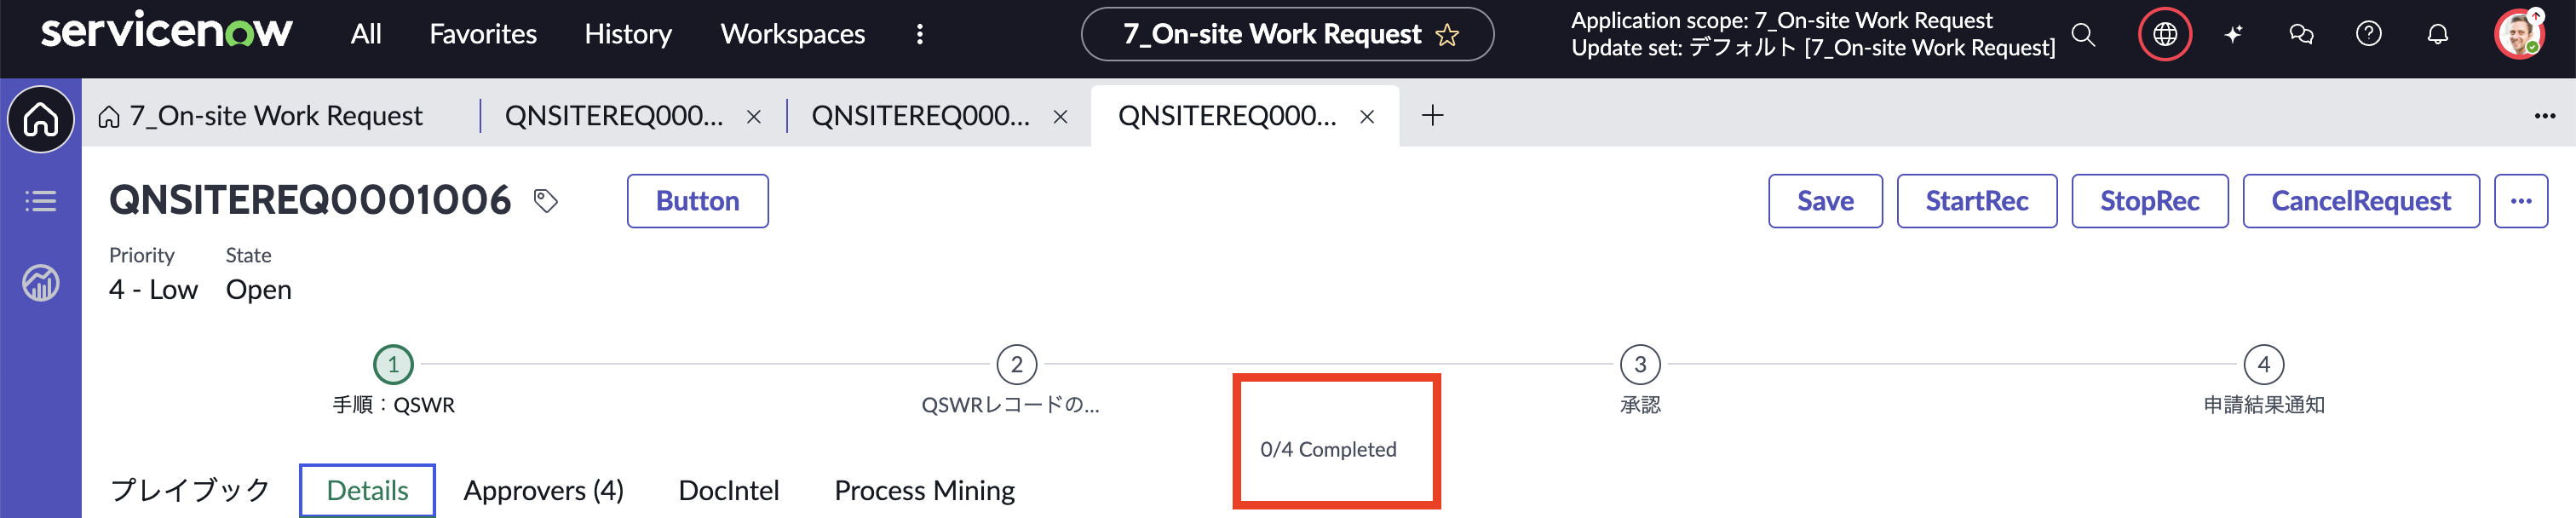 servicenow All Favorites History Workspaces 7_On-site Work Request Application scope: 7_On-site Work Request
Update set: デフォルト [7_On-site Work Request]
7_On-site Work Request QNSITEREQ000... QNSITEREQ000... QNSITEREQ000...
QNSITEREQ0001006 Button Save StartRec StopRec CancelRequest
Priority State
4 - Low Open
1 2 3 4
手順：QSWR QSWRレコードの... 承認 申請結果通知
0/4 Completed
プレイブック Details Approvers (4) DocIntel Process Mining